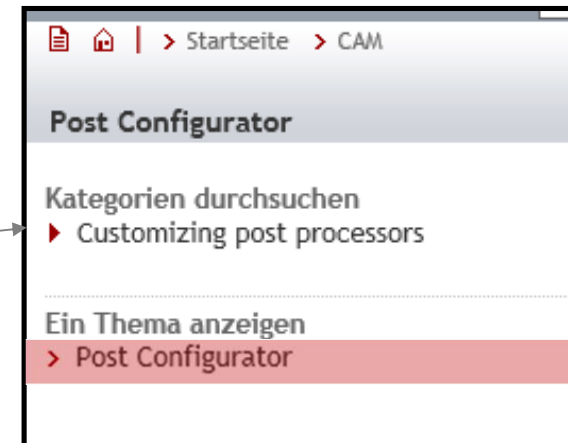 > Startseite > CAM
Post Configurator
Kategorien durchsuchen
Customizing post processors
Ein Thema anzeigen
> Post Configurator